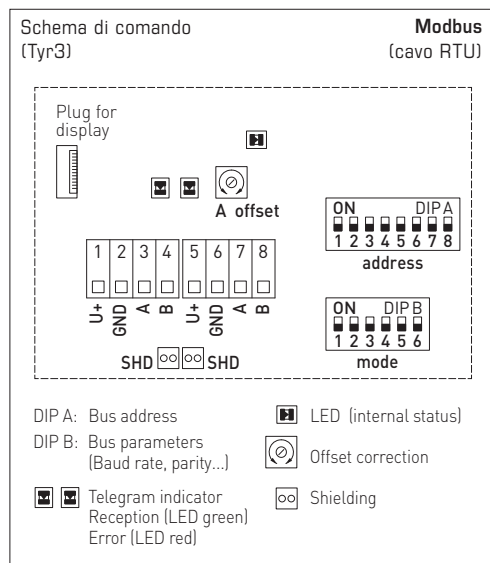 Schema di comando
(Tyr3)
Modbus
(cavo RTU)
Plug for
display
A offset
ON DIP A
1 2 3 4 5 6 7 8
address
1 2 3 4 5 6 7 8
U+ GND A B U+ GND A B
ON DIP B
1 2 3 4 5 6
mode
SHD SHD
DIP A: Bus address
DIP B: Bus parameters
(Baud rate, parity...)
Telegram indicator
Reception (LED green)
Error (LED red)
LED (internal status)
Offset correction
Shielding